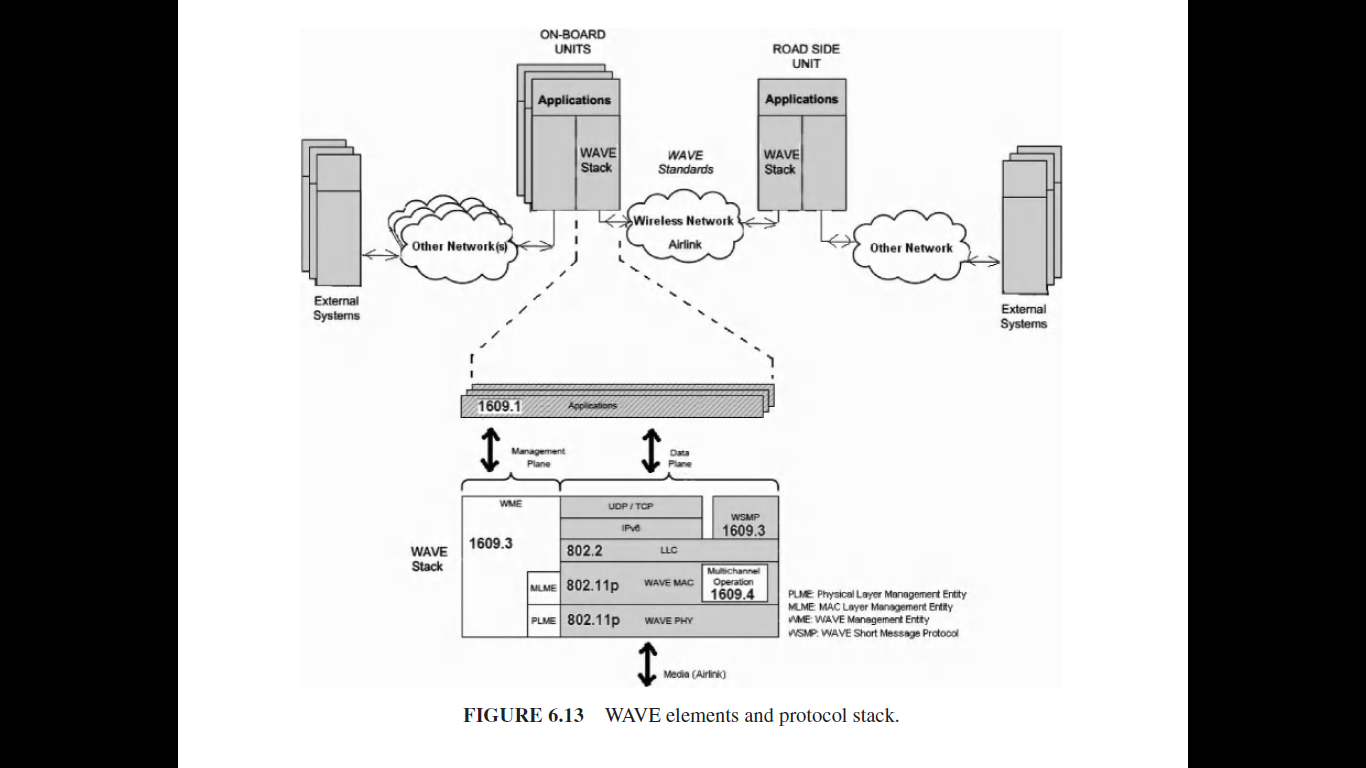 ON-BOARD
UNITS
ROAD SIDE
UNIT
Applications
Applications
WAVE
Stack
WAVE
Standards
WAVE
Stack
Other Network(s)
Wireless Network
Airlink
Other Network
External
Systems
External
Systems
1609.1 Applications
Management
Plane
Data
Plane
WME
1609.3
UDP / TCP
IPv6
WSMP
1609.3
802.2 LLC
WAVE
Stack
MLME
802.11p WAVE MAC
Multichannel
Operation
1609.4
PLME
802.11p WAVE PHY
PLME: Physical Layer Management Entity
MLME: MAC Layer Management Entity
WME: WAVE Management Entity
WSMP: WAVE Short Message Protocol
Media (Airlink)
FIGURE 6.13 WAVE elements and protocol stack.